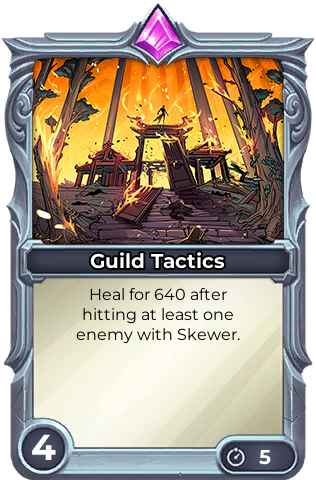 Guild Tactics
Heal for 640 after
hitting at least one
enemy with Skewer.
4
5